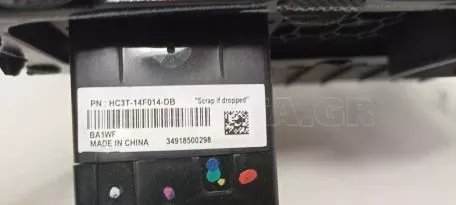 PN : HC3T-14F014-DB "Scrap if dropped"
BA1WF
MADE IN CHINA 34918500298